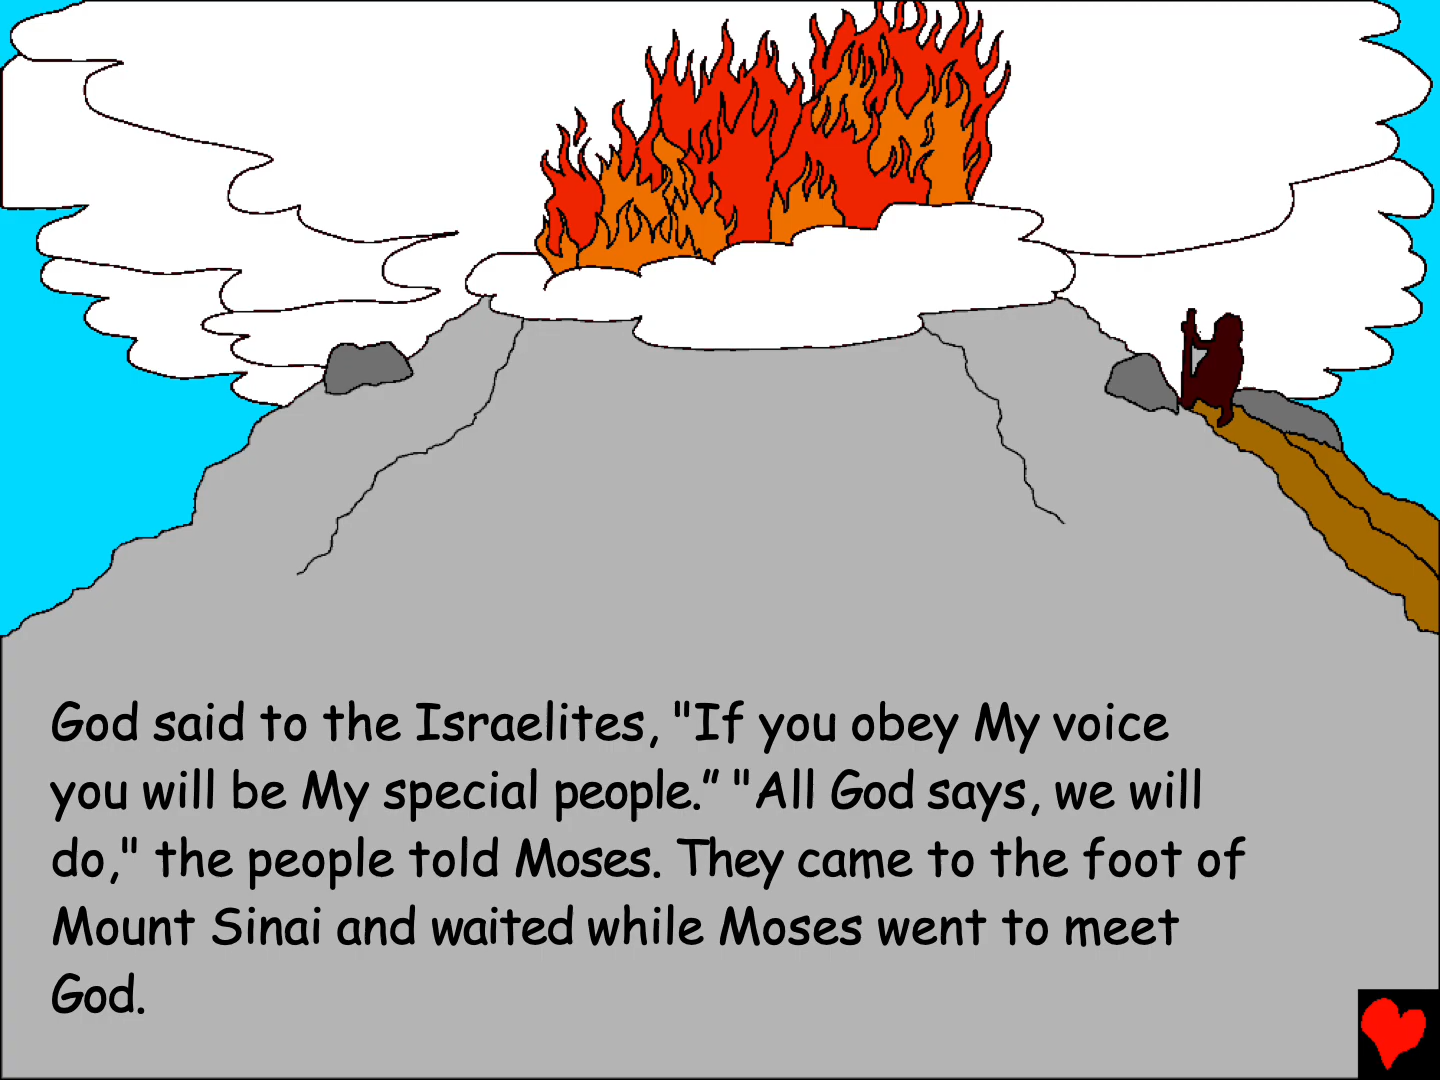 God said to the Israelites, "If you obey My voice
you will be My special people.” "All God says, we will
do," the people told Moses. They came to the foot of
Mount Sinai and waited while Moses went to meet
God.